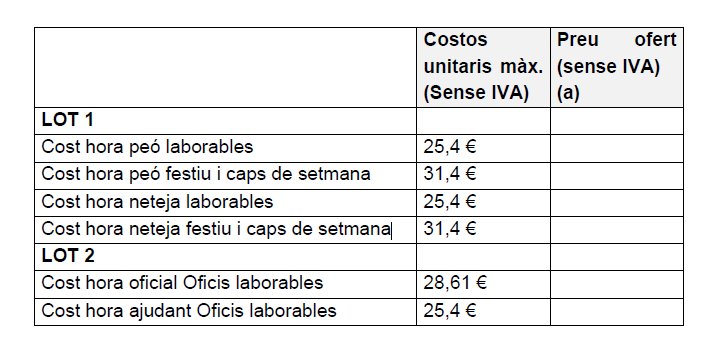 Costos unitaris màx. (Sense IVA) Preu ofert (sense IVA) (a)
LOT 1
Cost hora peó laborables 25,4 €
Cost hora peó festiu i caps de setmana 31,4 €
Cost hora neteja laborables 25,4 €
Cost hora neteja festiu i caps de setmana 31,4 €
LOT 2
Cost hora oficial Oficis laborables 28,61 €
Cost hora ajudant Oficis laborables 25,4 €